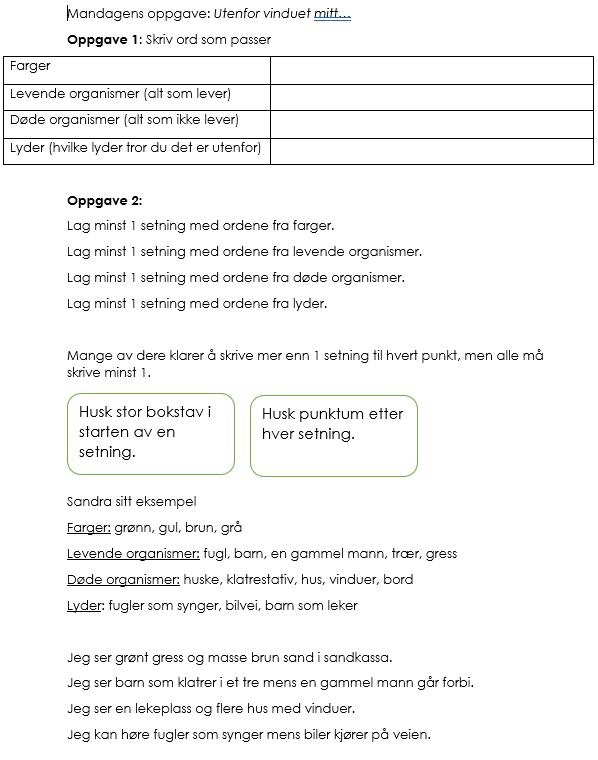 Mandagens oppgave: Utenfor vinduet mitt…
Oppgave 1: Skriv ord som passer
Farger
Levende organismer (alt som lever)
Døde organismer (alt som ikke lever)
Lyder (hvilke lyder tror du det er utenfor)
Oppgave 2:
Lag minst 1 setning med ordene fra farger.
Lag minst 1 setning med ordene fra levende organismer.
Lag minst 1 setning med ordene fra døde organismer.
Lag minst 1 setning med ordene fra lyder.
Mange av dere klarer å skrive mer enn 1 setning til hvert punkt, men alle må
skrive minst 1.
Husk stor bokstav i
starten av en
setning.
Husk punktum etter
hver setning.
Sandra sitt eksempel
Farger: grønn, gul, brun, grå
Levende organismer: fugl, barn, en gammel mann, trær, gress
Døde organismer: huske, klatrestativ, hus, vinduer, bord
Lyder: fugler som synger, bilvei, barn som leker
Jeg ser grønt gress og masse brun sand i sandkassa.
Jeg ser barn som klatrer i et tre mens en gammel mann går forbi.
Jeg ser en lekeplass og flere hus med vinduer.
Jeg kan høre fugler som synger mens biler kjører på veien.